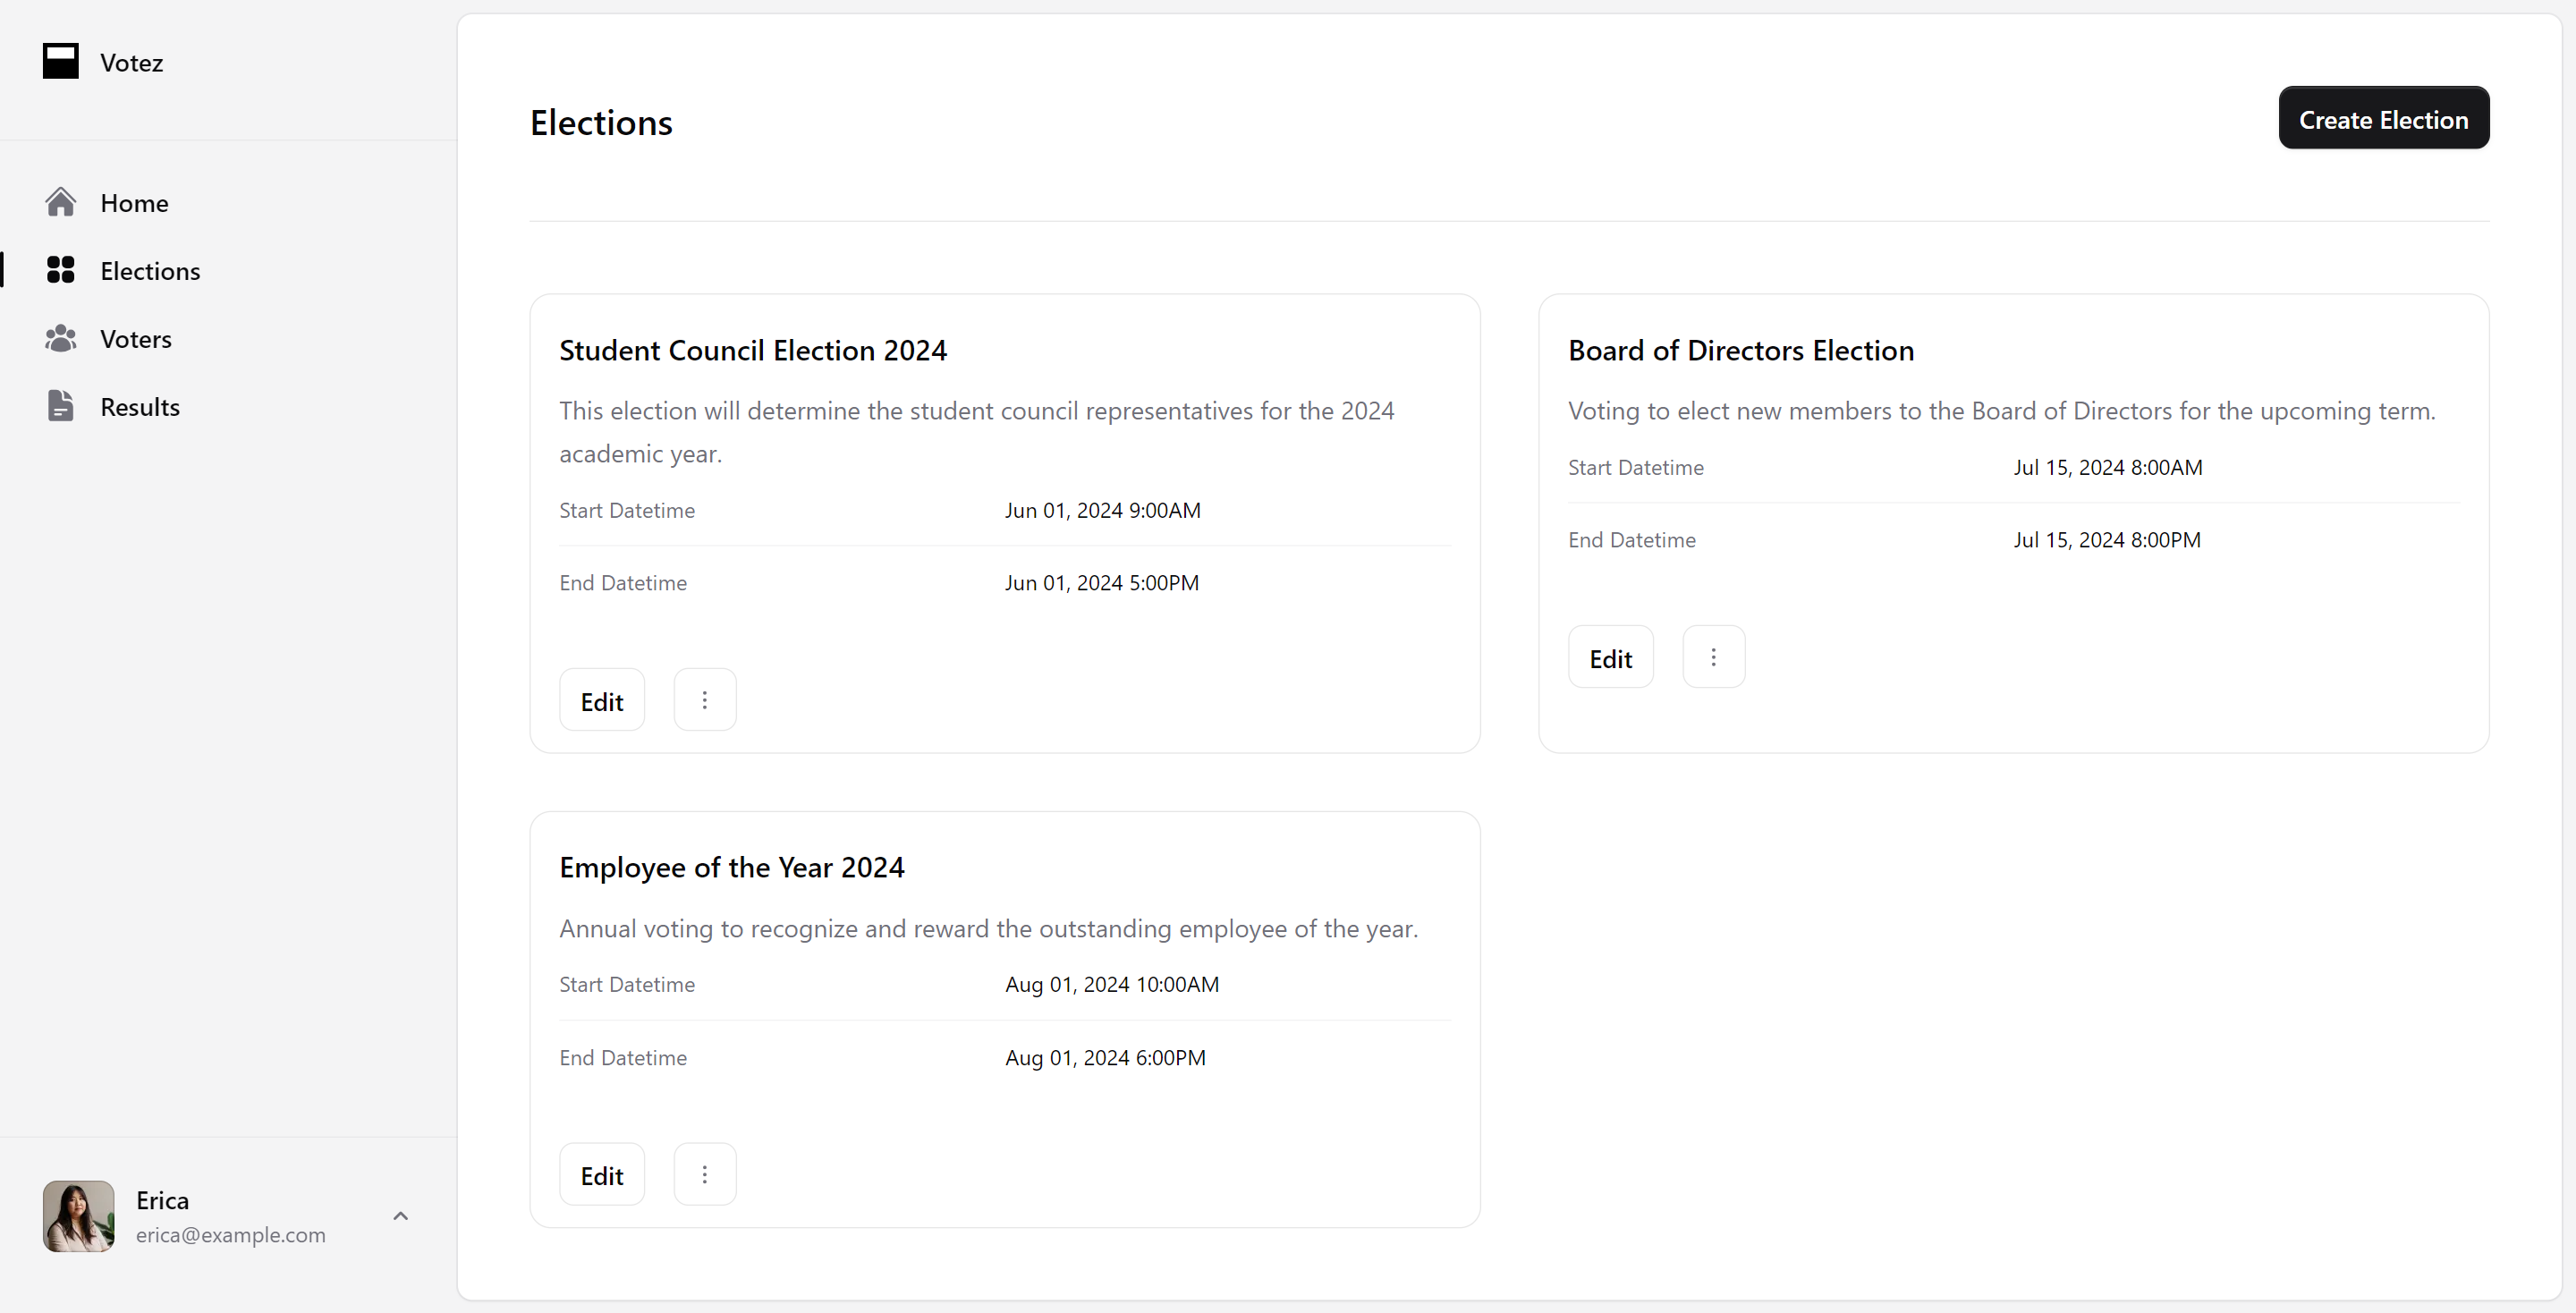 Votez
Home
Elections
Voters
Results
Erica
erica@example.com
Elections
Create Election
Student Council Election 2024
This election will determine the student council representatives for the 2024
academic year.
Start Datetime Jun 01, 2024 9:00AM
End Datetime Jun 01, 2024 5:00PM
Edit
Board of Directors Election
Voting to elect new members to the Board of Directors for the upcoming term.
Start Datetime Jul 15, 2024 8:00AM
End Datetime Jul 15, 2024 8:00PM
Edit
Employee of the Year 2024
Annual voting to recognize and reward the outstanding employee of the year.
Start Datetime Aug 01, 2024 10:00AM
End Datetime Aug 01, 2024 6:00PM
Edit